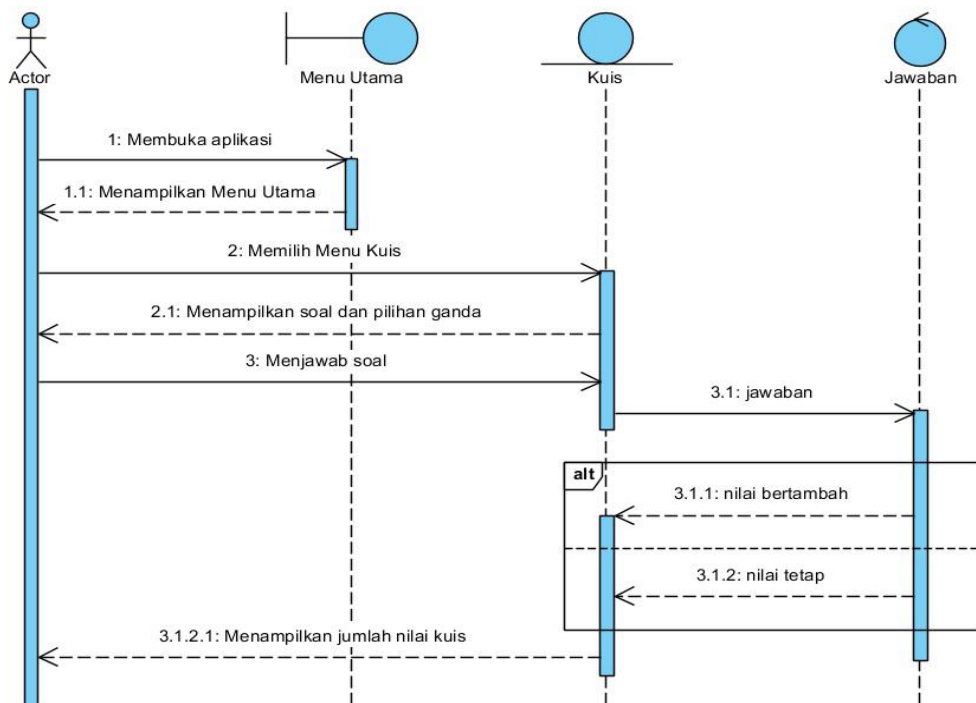 Actor
Menu Utama
Kuis
Jawaban
1: Membuka aplikasi
1.1: Menampilkan Menu Utama
2: Memilih Menu Kuis
2.1: Menampilkan soal dan pilihan ganda
3: Menjawab soal
3.1: jawaban
alt
3.1.1: nilai bertambah
3.1.2: nilai tetap
3.1.2.1: Menampilkan jumlah nilai kuis